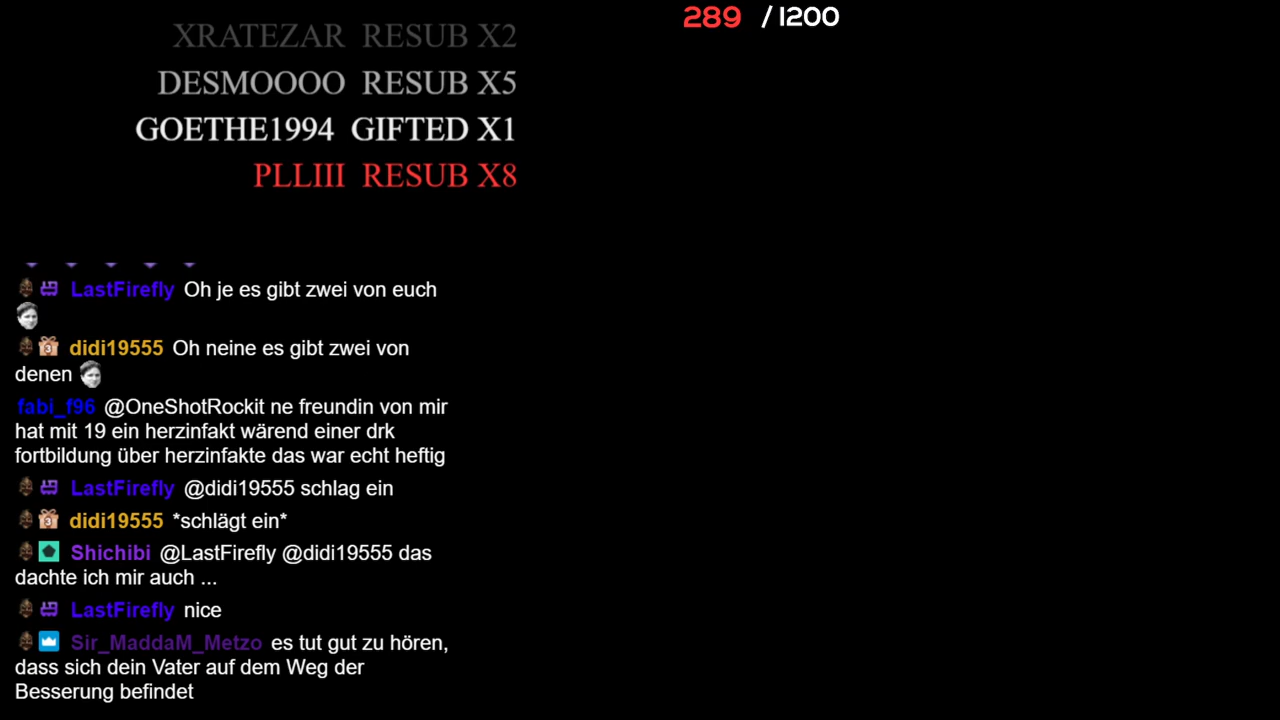 289 /1200
XRATEZAR RESUB X2
DESMOOOO RESUB X5
GOETHE1994 GIFTED X1
PLLIII RESUB X8
LastFirefly Oh je es gibt zwei von euch
didi19555 Oh neine es gibt zwei von
denen
fabi_f96 @OneShotRockit ne freundin von mir
hat mit 19 ein herzinfakt wärend einer drk
fortbildung über herzinfakte das war echt heftig
LastFirefly @didi19555 schlag ein
didi19555 *schlägt ein*
Shichibi @LastFirefly @didi19555 das
dachte ich mir auch ...
LastFirefly nice
Sir_MaddaM_Metzo es tut gut zu hören,
dass sich dein Vater auf dem Weg der
Besserung befindet